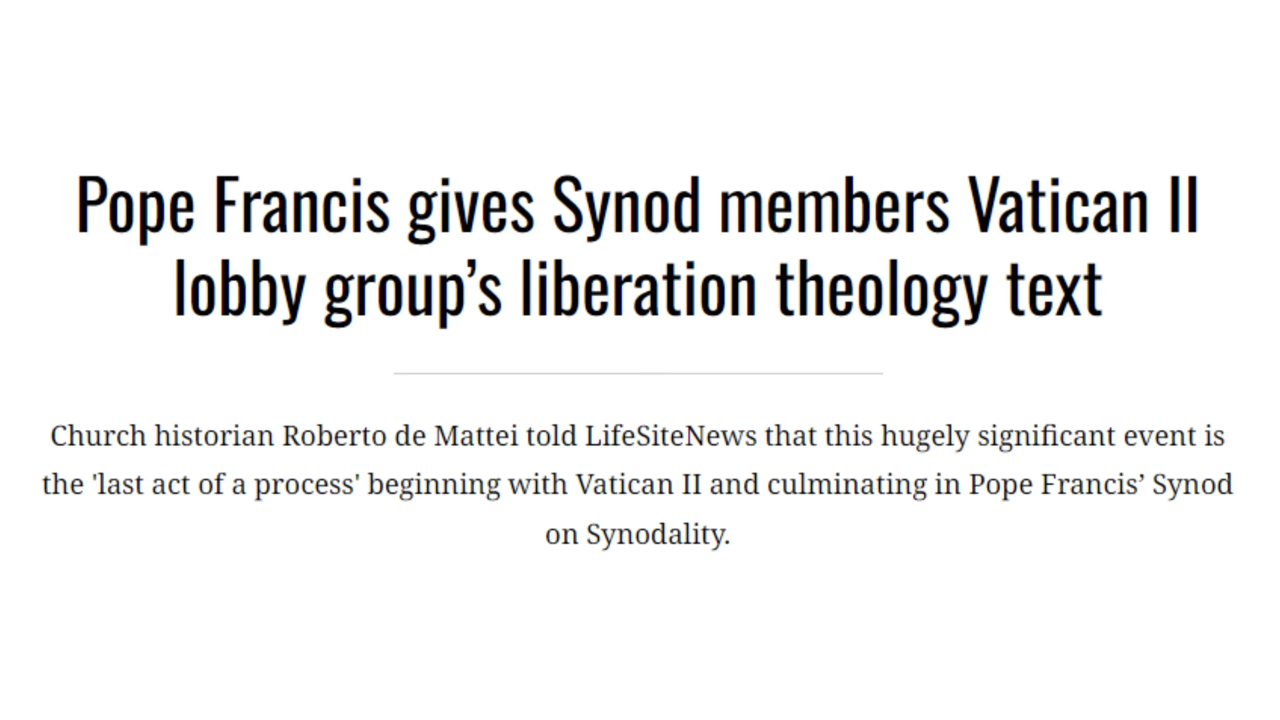 Pope Francis gives Synod members Vatican II
lobby group’s liberation theology text
Church historian Roberto de Mattei told LifeSiteNews that this hugely significant event is
the 'last act of a process' beginning with Vatican II and culminating in Pope Francis’ Synod
on Synodality.